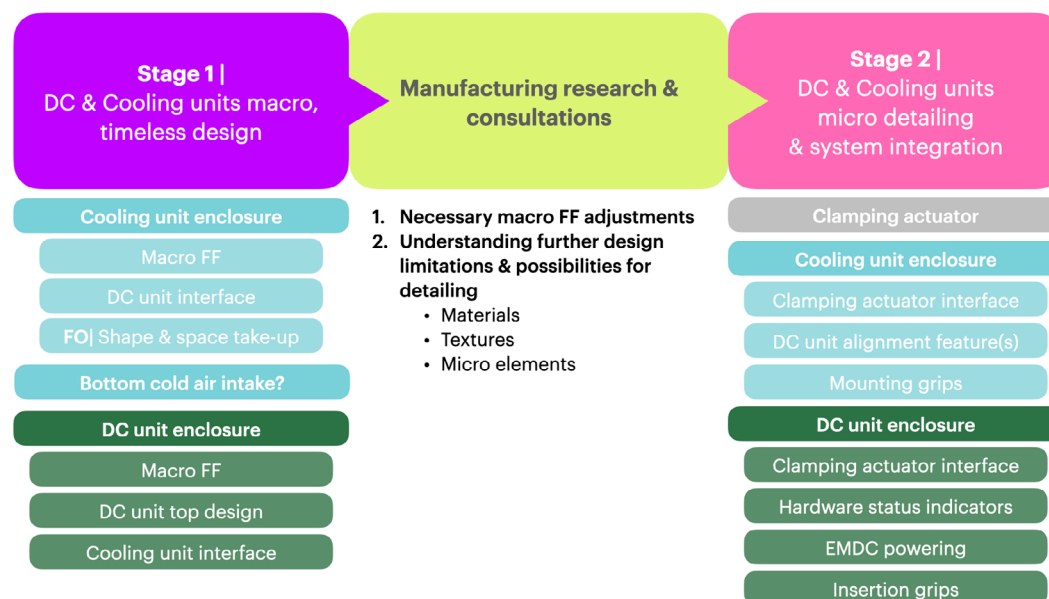 Stage 1 |
DC & Cooling units macro,
timeless design
Manufacturing research &
consultations
Stage 2 |
DC & Cooling units
micro detailing
& system integration
Cooling unit enclosure
Macro FF
DC unit interface
FO| Shape & space take-up
Bottom cold air intake?
DC unit enclosure
Macro FF
DC unit top design
Cooling unit interface
1. Necessary macro FF adjustments
2. Understanding further design
limitations & possibilities for
detailing
• Materials
• Textures
• Micro elements
Clamping actuator
Cooling unit enclosure
Clamping actuator interface
DC unit alignment feature(s)
Mounting grips
DC unit enclosure
Clamping actuator interface
Hardware status indicators
EMDC powering
Insertion grips